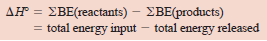 ΔH° = ΣBE(reactants) − ΣBE(products)
= total energy input − total energy released